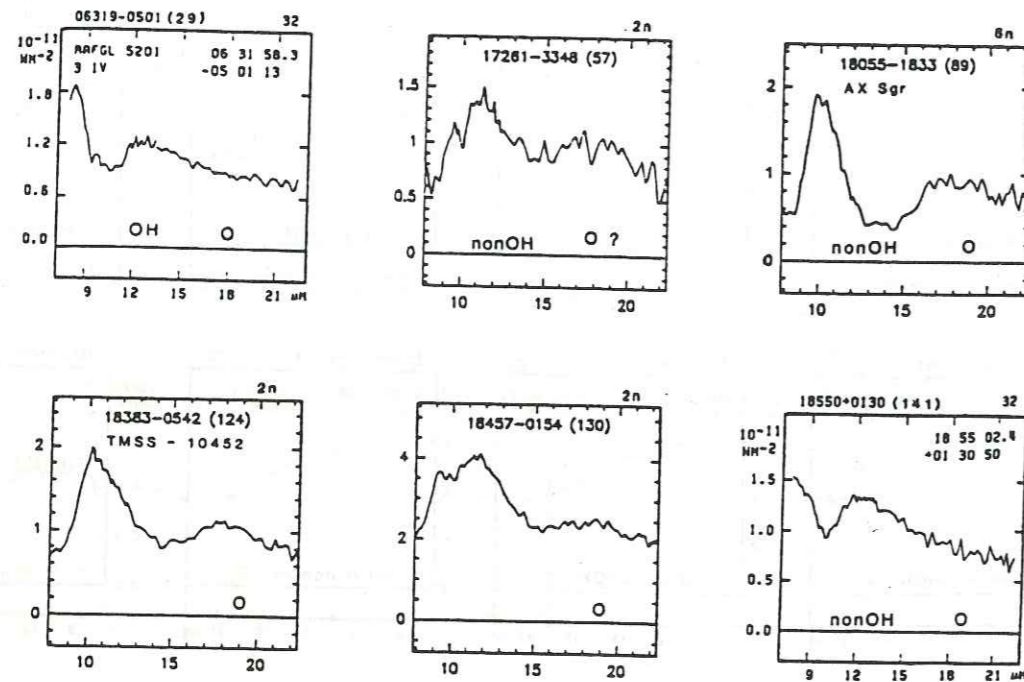 06319-0501 (29) 32
10-11
WM-2
AAFGL 5201 06 31 58.3
3 IV -05 01 13
1.8
1.2
0.6
0.0
OH O
9 12 15 18 21 µM
2n
17261-3348 (57)
1.5
1
0.5
0
nonOH O ?
10 15 20
6n
18055-1833 (89)
AX Sgr
2
1
0
nonOH O
10 15 20
2n
18383-0542 (124)
TMSS - 10452
2
1
0
O
10 15 20
2n
18457-0154 (130)
4
2
0
O
10 15 20
18550+0130 (141) 32
10-11
WM-2
18 55 02.4
+01 30 50
1.5
1.0
0.5
0.0
nonOH O
9 12 15 18 21 µM